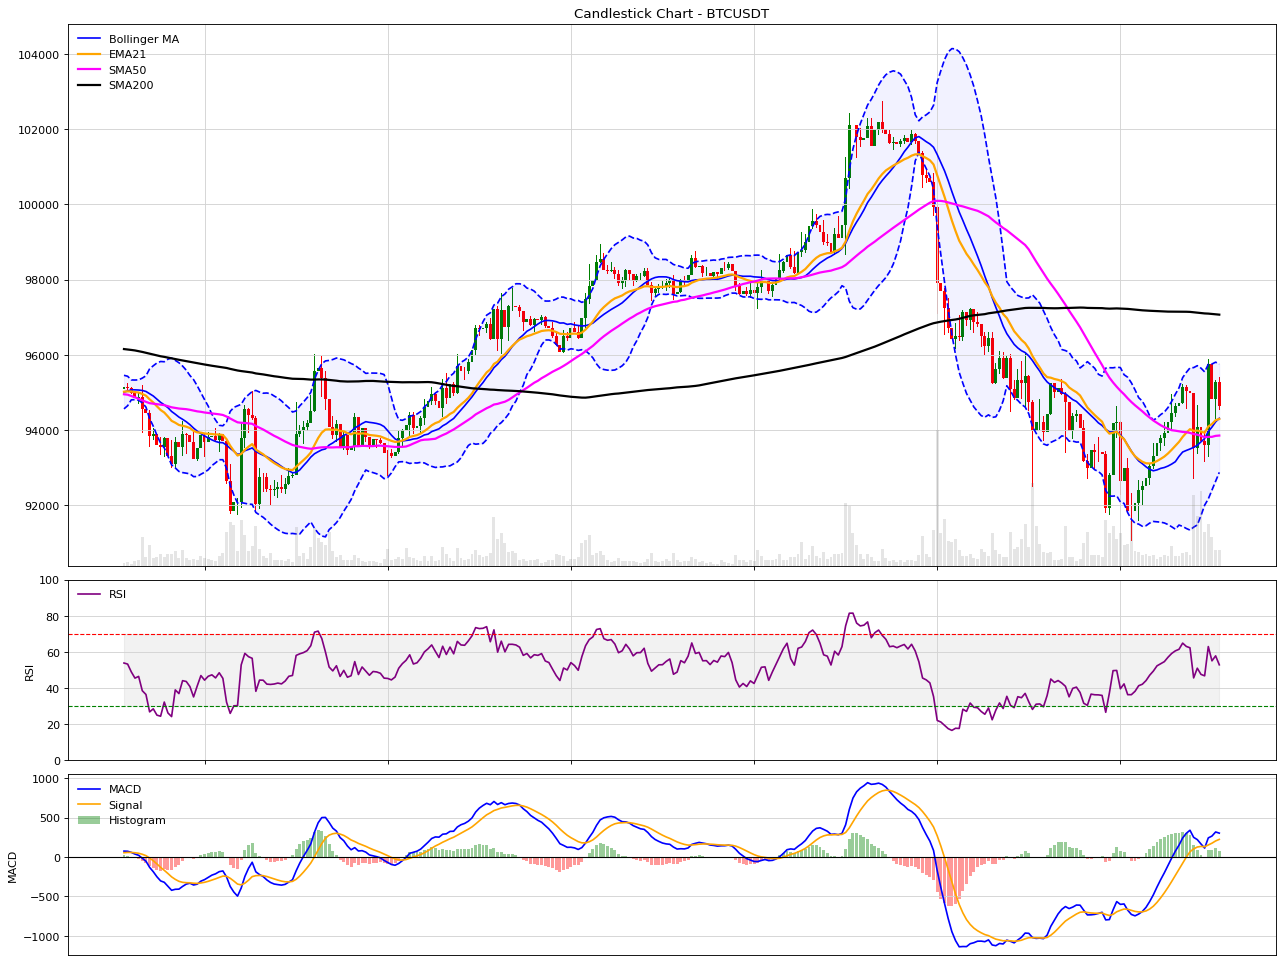 Candlestick Chart - BTCUSDT
Bollinger MA
EMA21
SMA50
SMA200
104000
102000
100000
98000
96000
94000
92000
RSI
RSI
100
80
60
40
20
0
MACD
Signal
Histogram
MACD
1000
500
0
−500
−1000